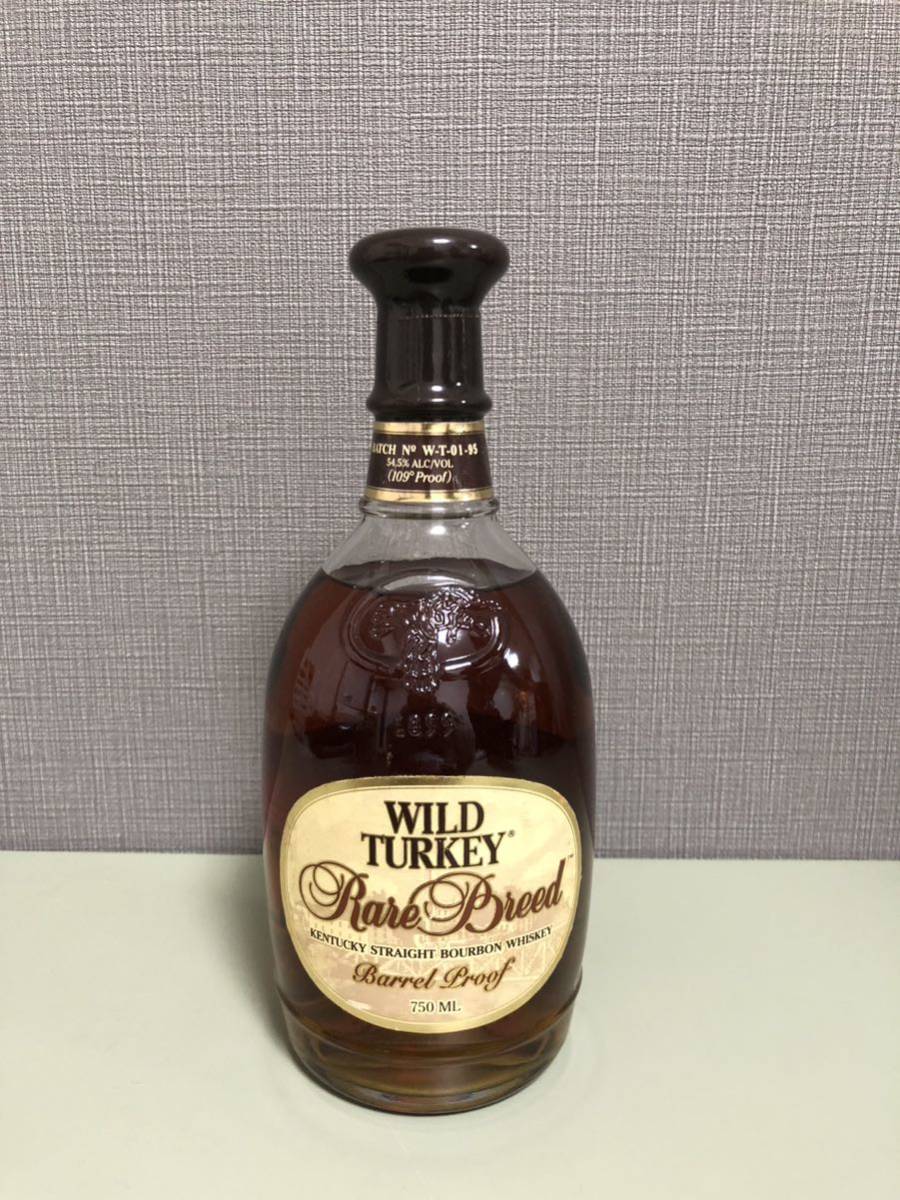 BATCH Nº W-T-01-95
54.5% ALC/VOL
(109° Proof)
WILD
TURKEY®
Rare Breed™
KENTUCKY STRAIGHT BOURBON WHISKEY
Barrel Proof
750 ML